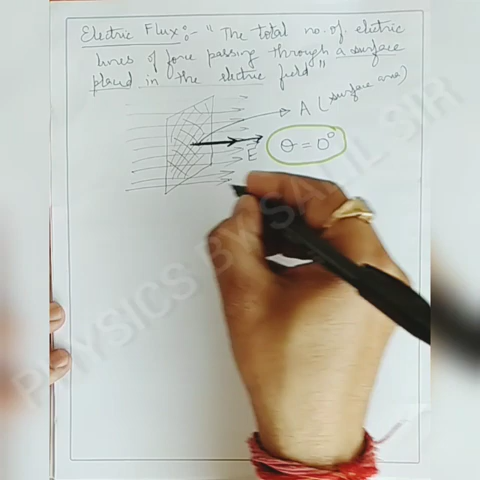 Electric Flux :- " The total no. of electric
lines of force passing through a surface
placed in the electric field "
A (surface area)
θ = 0°
E
PHYSICS BY SALIL SIR